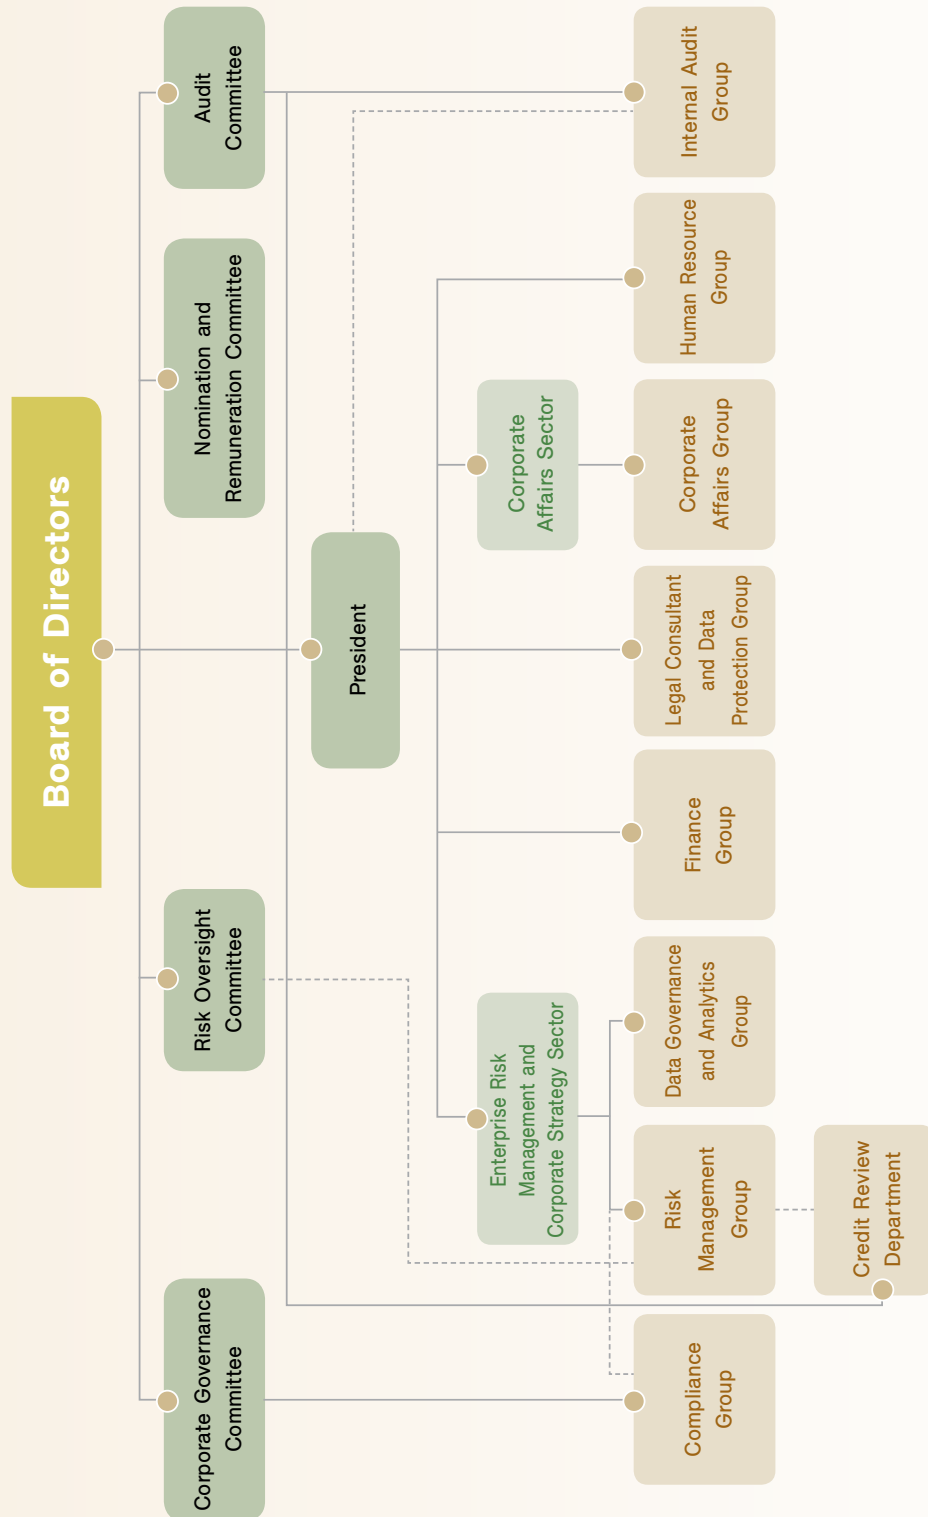 Board of Directors
Corporate Governance
Committee
Risk Oversight
Committee
Nomination and
Remuneration Committee
Audit
Committee
President
Enterprise Risk
Management and
Corporate Strategy Sector
Corporate
Affairs Sector
Compliance
Group
Risk
Management
Group
Data Governance
and Analytics
Group
Finance
Group
Legal Consultant
and Data
Protection Group
Corporate
Affairs Group
Human Resource
Group
Internal Audit
Group
Credit Review
Department